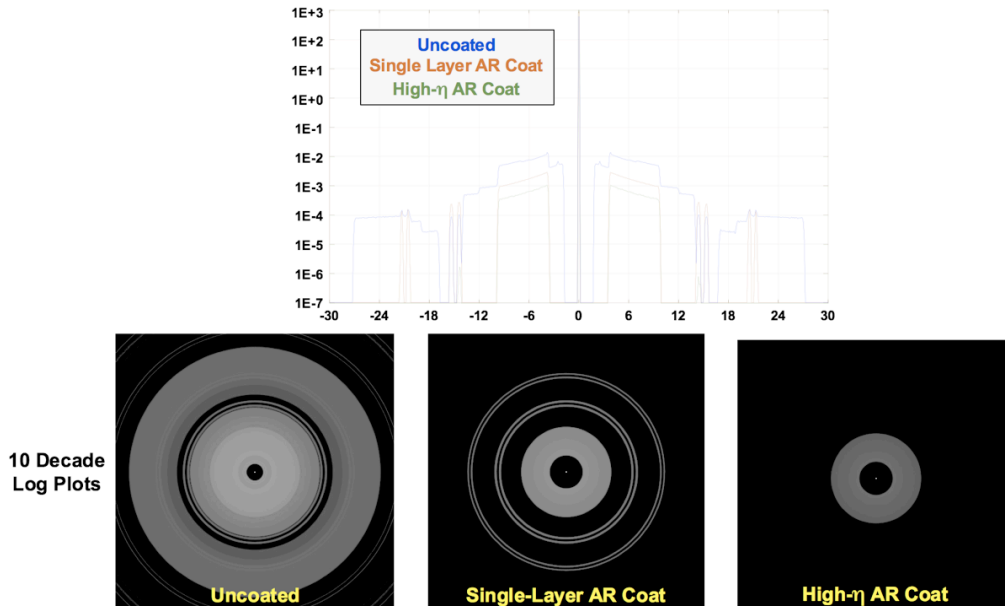 1E+3
1E+2
1E+1
1E+0
1E-1
1E-2
1E-3
1E-4
1E-5
1E-6
1E-7
Uncoated
Single Layer AR Coat
High-η AR Coat
-30 -24 -18 -12 -6 0 6 12 18 24 30
10 Decade
Log Plots
Uncoated
Single-Layer AR Coat
High-η AR Coat